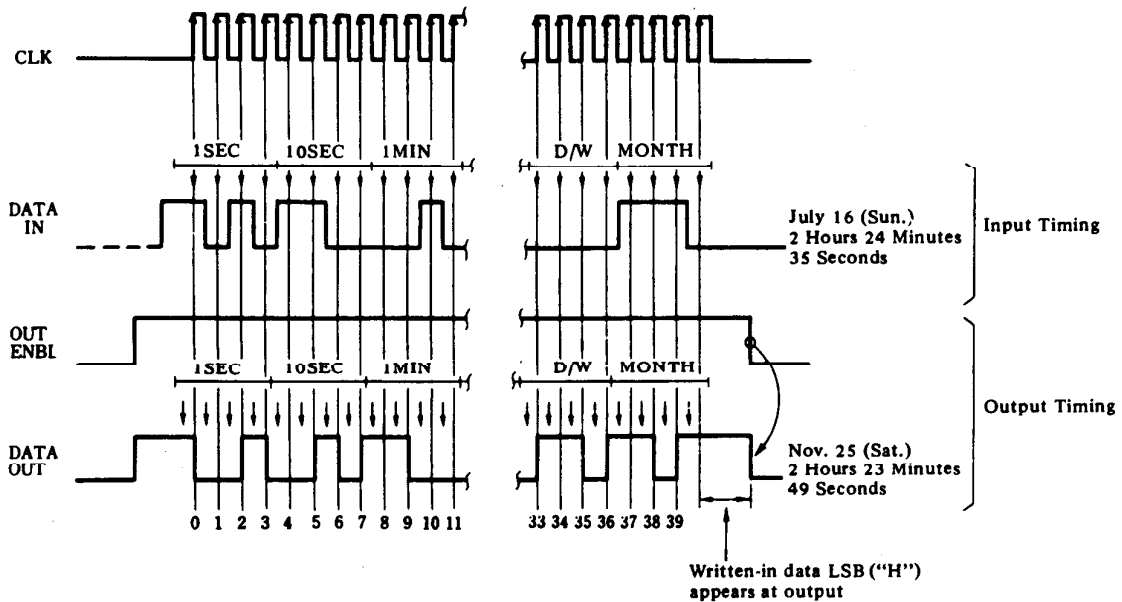 CLK
1SEC 10SEC 1MIN D/W MONTH
DATA
IN
July 16 (Sun.)
2 Hours 24 Minutes
35 Seconds
Input Timing
OUT
ENBL
1SEC 10SEC 1MIN D/W MONTH
Output Timing
DATA
OUT
Nov. 25 (Sat.)
2 Hours 23 Minutes
49 Seconds
0 1 2 3 4 5 6 7 8 9 10 11 33 34 35 36 37 38 39
Written-in data LSB ("H")
appears at output